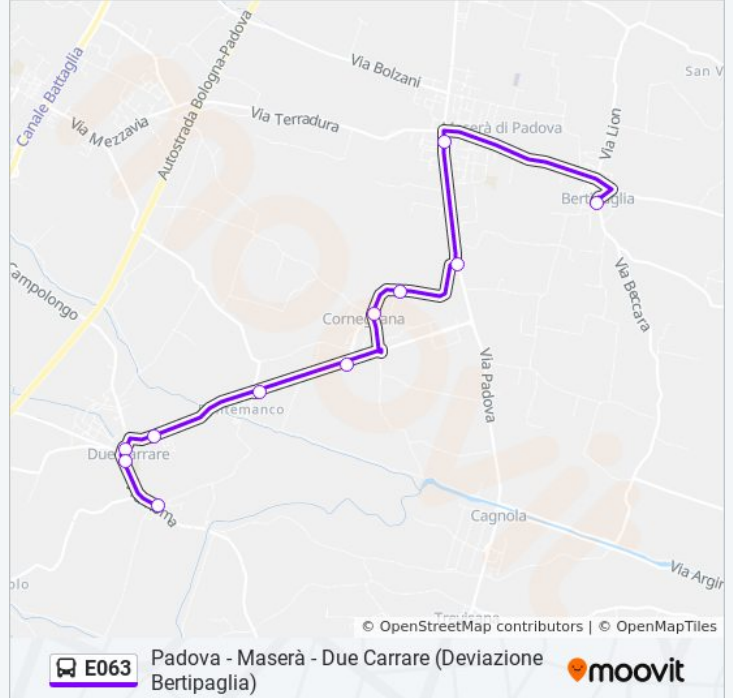 Via Bolzani
San V
Canale Battaglia
Autostrada Bologna-Padova
Via Mezzavia
Via Terradura
Maserà di Padova
Via Lion
Bertipaglia
Campolongo
Cornegliana
Via Beccara
Via Padova
Due Carrare
Cagnola
Via Argin
olo
© OpenStreetMap contributors | © OpenMapTiles
E063
Padova - Maserà - Due Carrare (Deviazione
Bertipaglia)
moovit